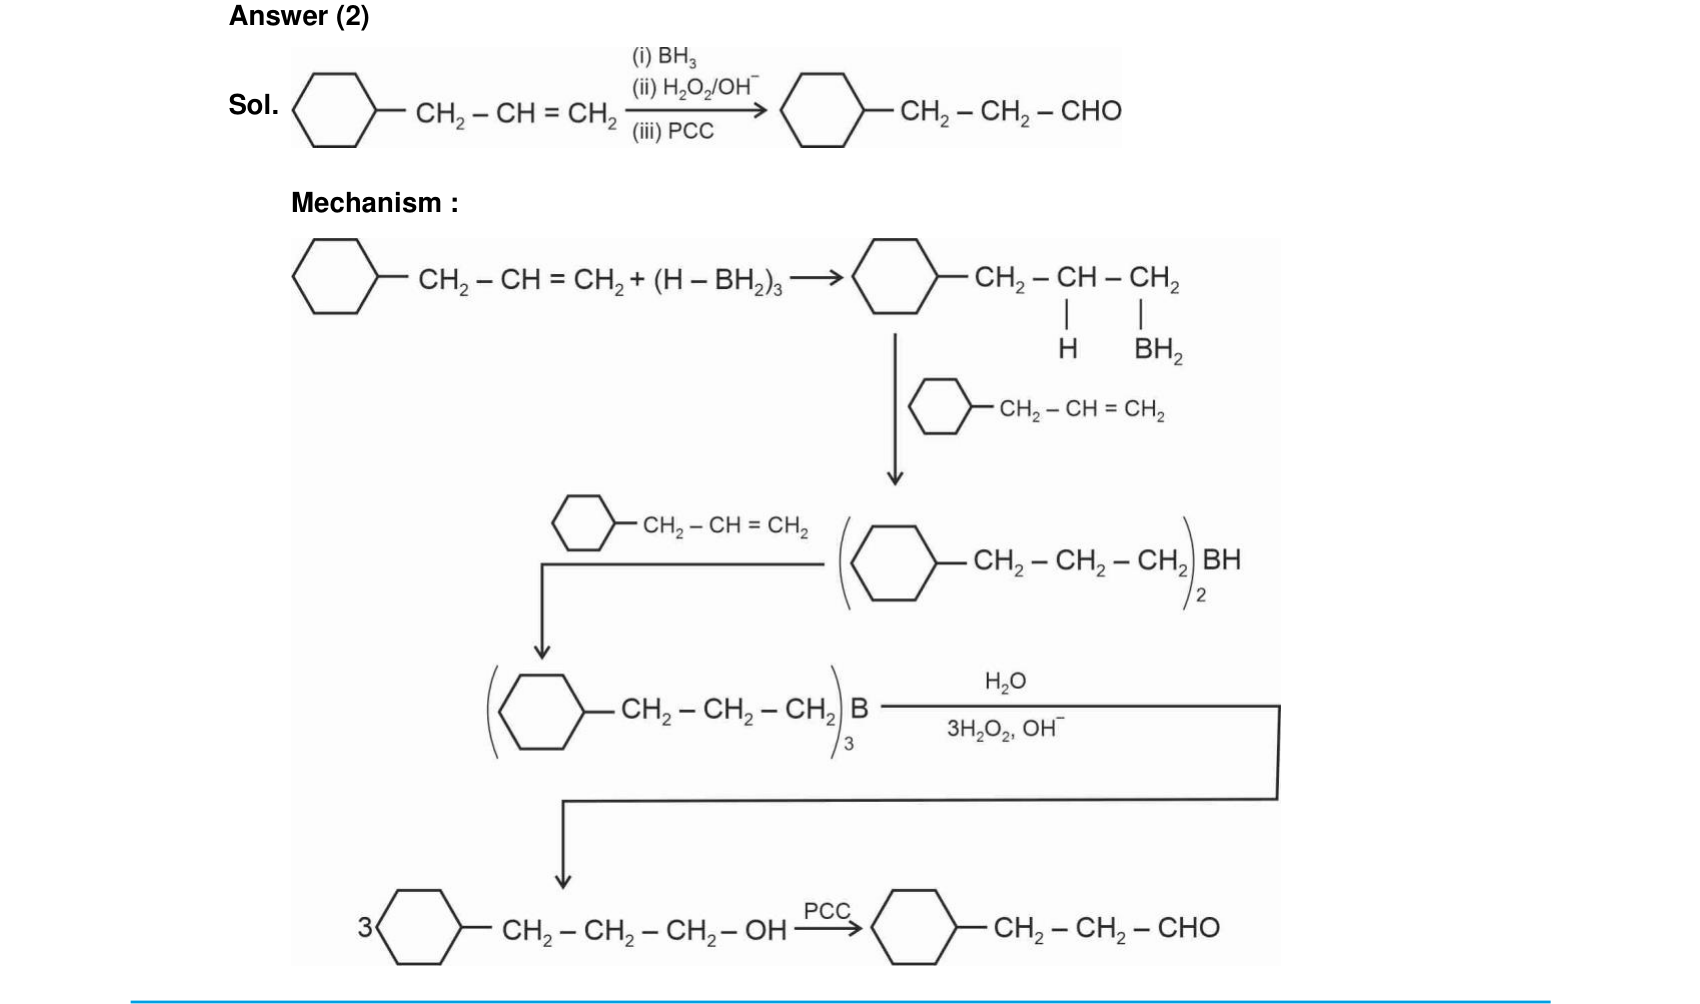 Answer (2)
(i) BH₃
(ii) H₂O₂/OH⁻
Sol. CH₂ – CH = CH₂ (iii) PCC CH₂ – CH₂ – CHO
Mechanism :
CH₂ – CH = CH₂ + (H – BH₂)₃ CH₂ – CH – CH₂
H BH₂
CH₂ – CH = CH₂
CH₂ – CH = CH₂
( CH₂ – CH₂ – CH₂ )₂ BH
( CH₂ – CH₂ – CH₂ )₃ B
H₂O
3H₂O₂, OH⁻
3 CH₂ – CH₂ – CH₂ – OH PCC CH₂ – CH₂ – CHO